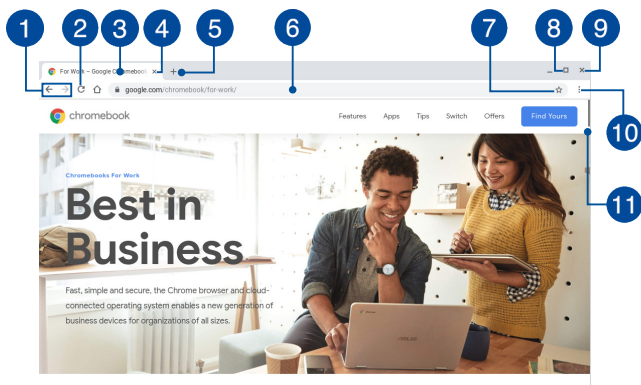 1 2 3 4 5 6 7 8 9
For Work – Google Chromebook
google.com/chromebook/for-work/
10
chromebook Features Apps Tips Switch Offers Find Yours
11
Chromebooks For Work
Best in
Business
Fast, simple and secure, the Chrome browser and cloud-
connected operating system enables a new generation of
business devices for organizations of all sizes.
ASUS